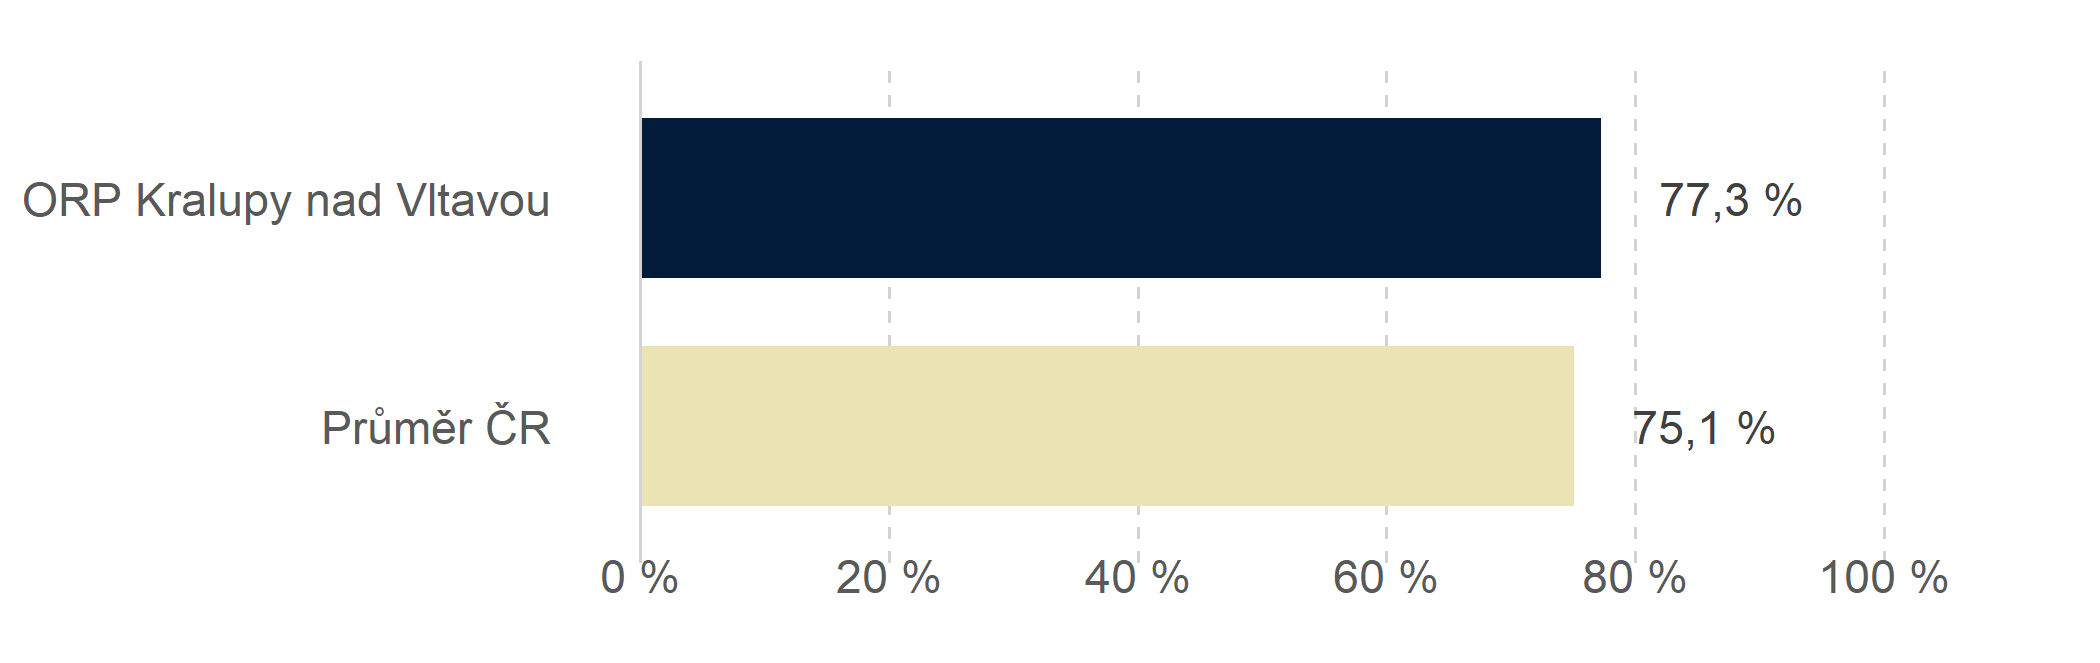 ORP Kralupy nad Vltavou
77,3 %
Průměr ČR
75,1 %
0 % 20 % 40 % 60 % 80 % 100 %